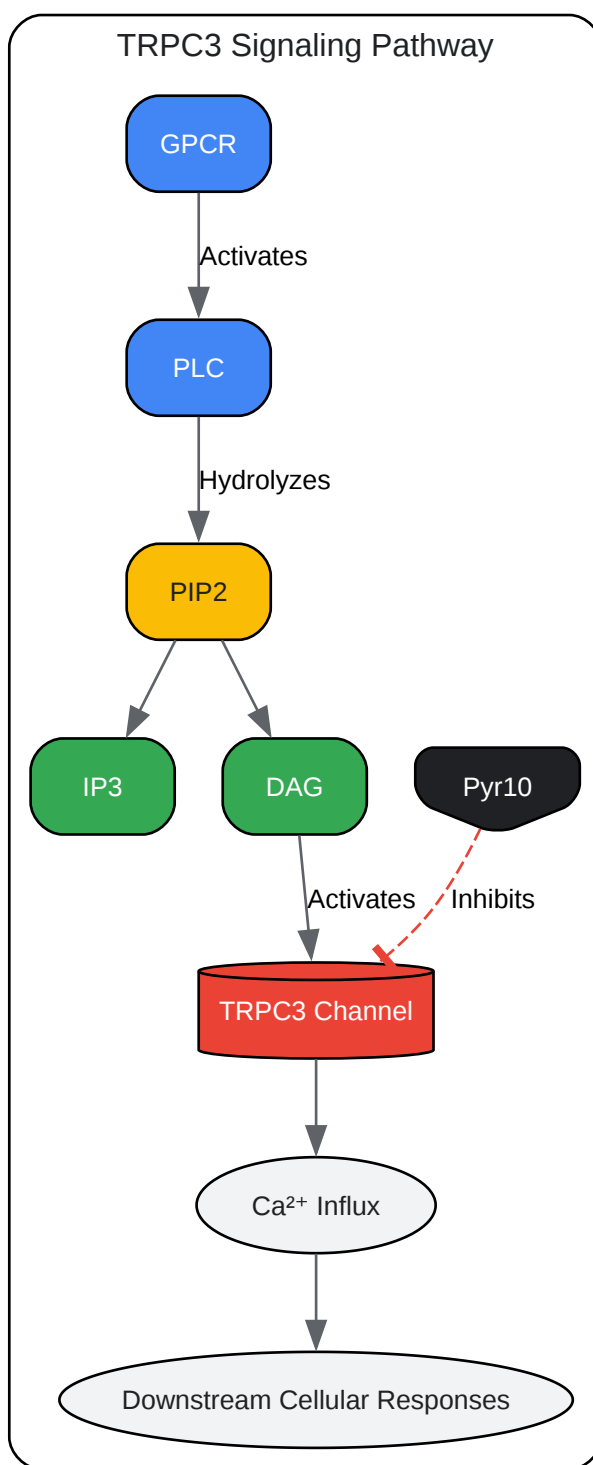 TRPC3 Signaling Pathway
GPCR
Activates
PLC
Hydrolyzes
PIP2
IP3
DAG
Pyr10
Activates
Inhibits
TRPC3 Channel
Ca²⁺ Influx
Downstream Cellular Responses